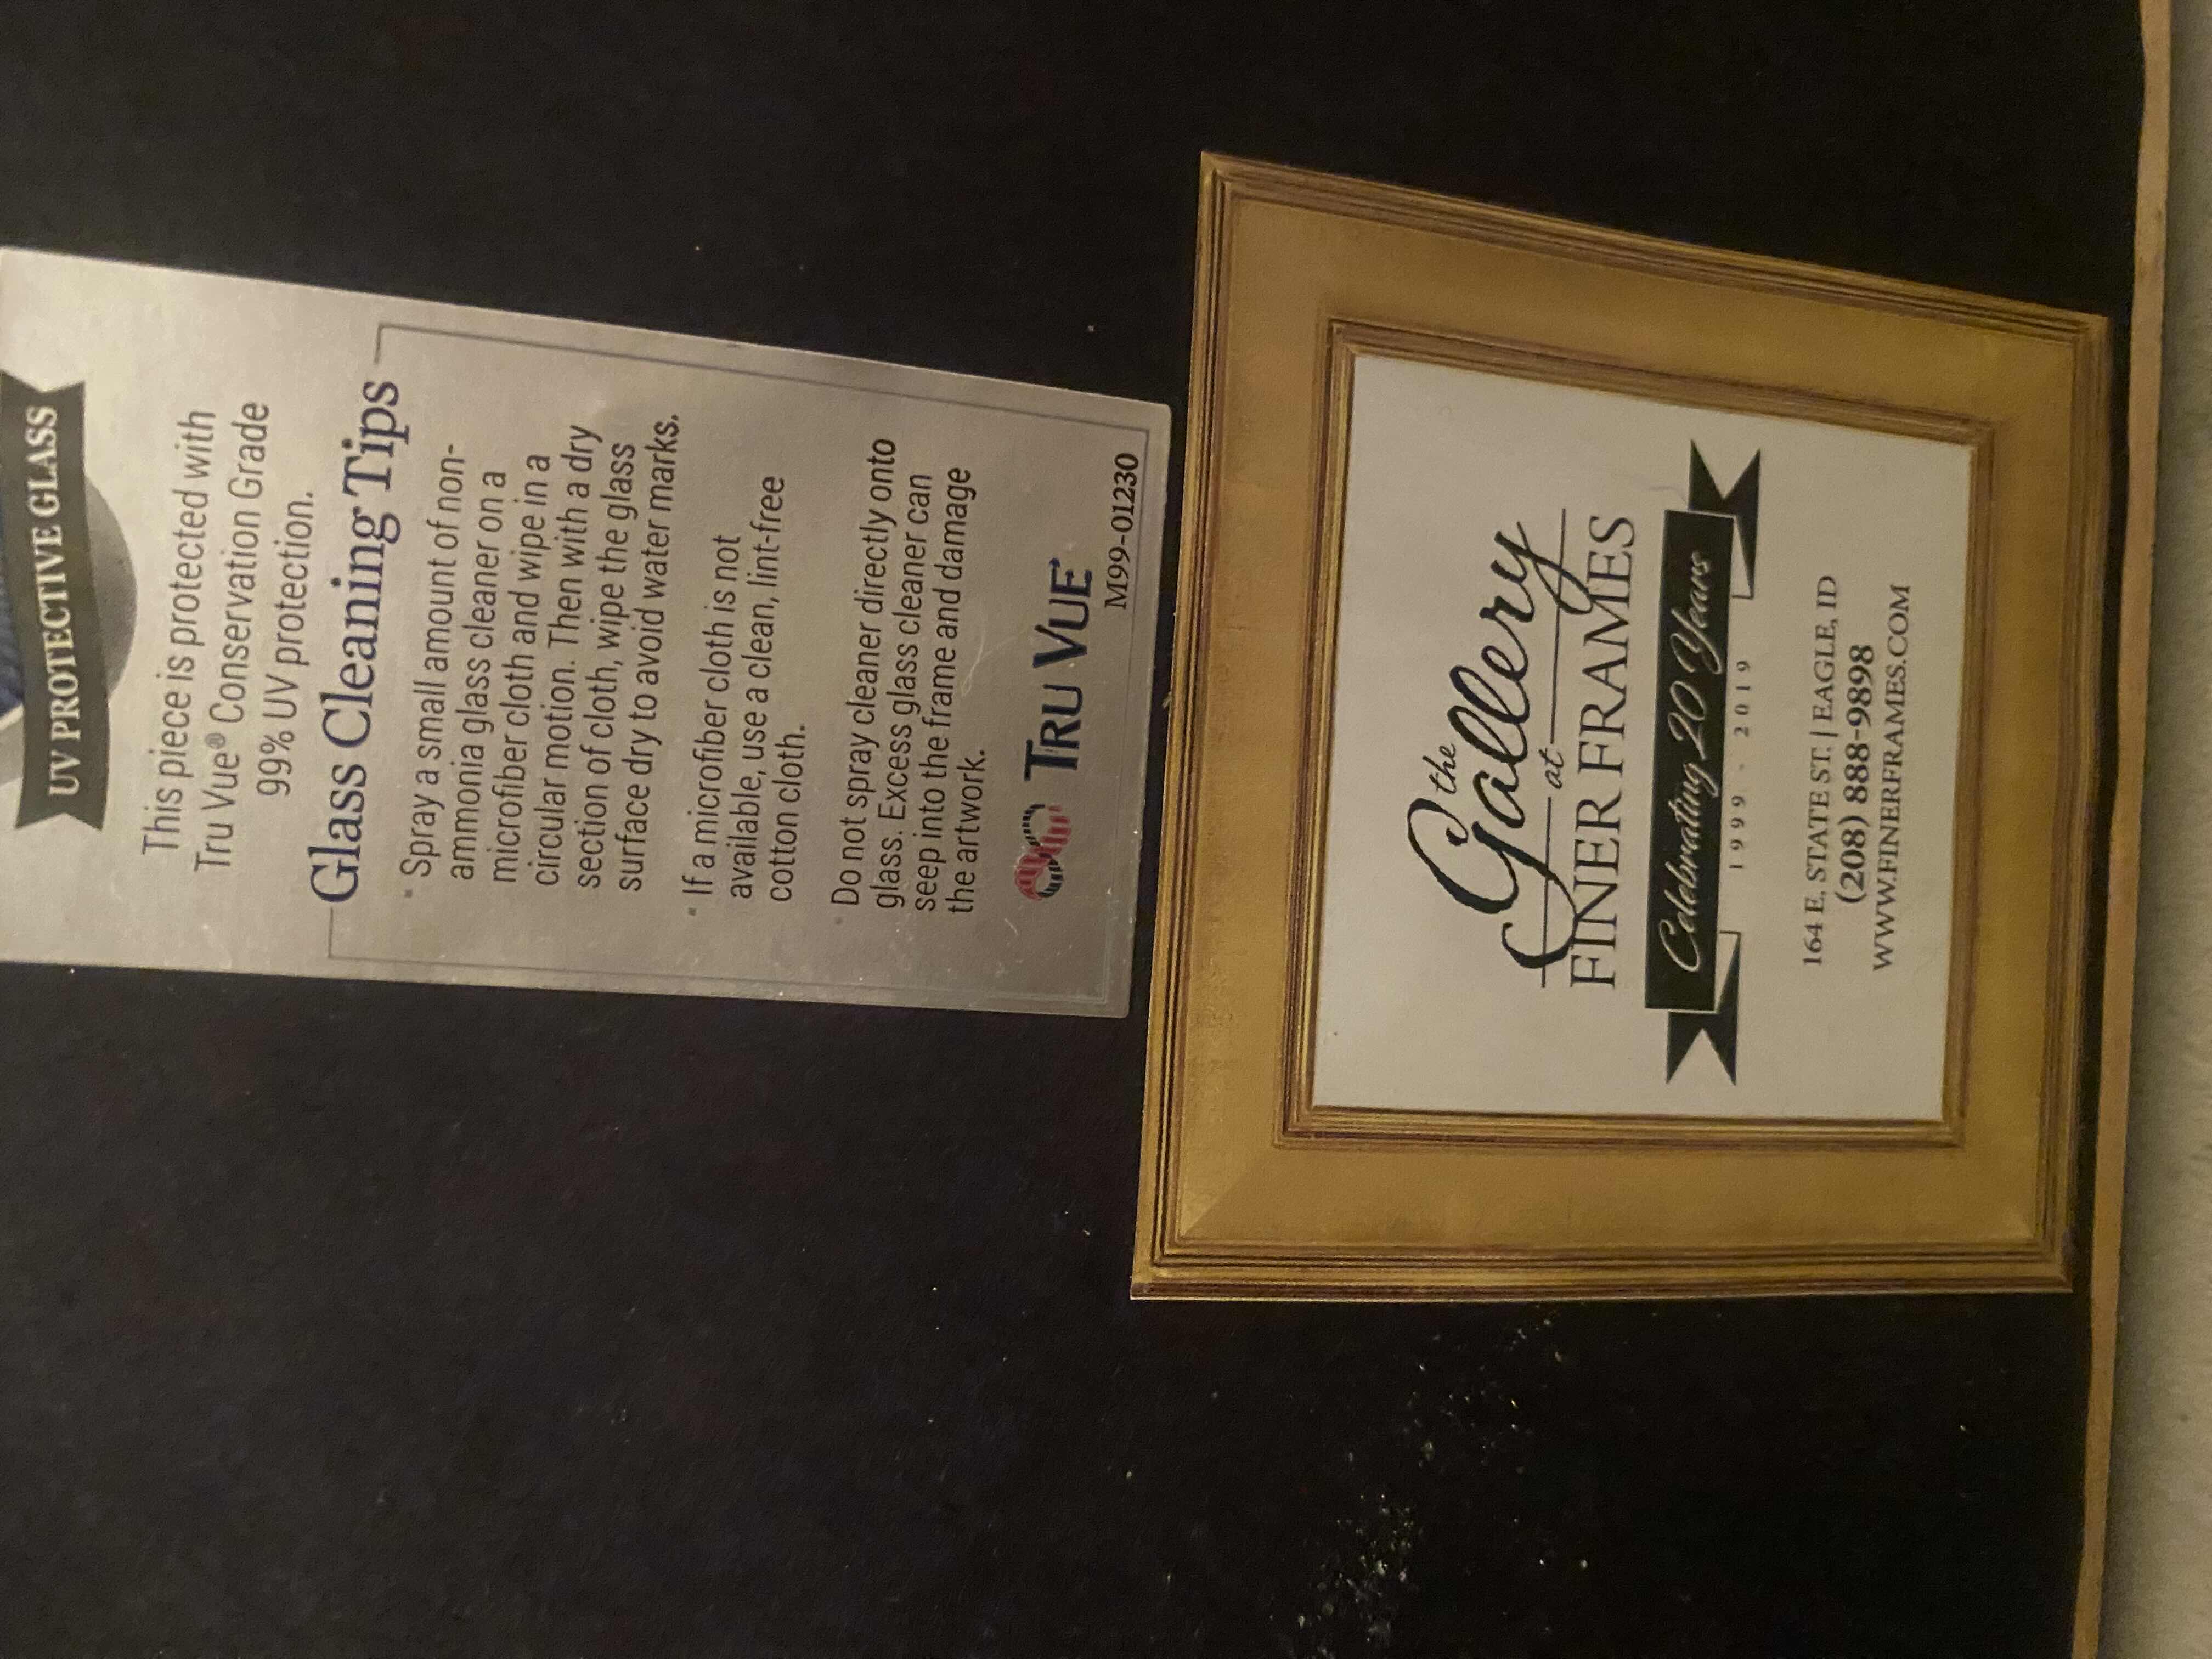 UV PROTECTIVE GLASS
This piece is protected with
Tru Vue® Conservation Grade
99% UV protection.
Glass Cleaning Tips
• Spray a small amount of non-
ammonia glass cleaner on a
microfiber cloth and wipe in a
circular motion. Then with a dry
section of cloth, wipe the glass
surface dry to avoid water marks.
• If a microfiber cloth is not
available, use a clean, lint-free
cotton cloth.
• Do not spray cleaner directly onto
glass. Excess glass cleaner can
seep into the frame and damage
the artwork.
TRU VUE®
M99-01230
the
Gallery
at
FINER FRAMES
Celebrating 20 Years
1999 - 2019
164 E. STATE ST. | EAGLE, ID
(208) 888-9898
WWW.FINERFRAMES.COM